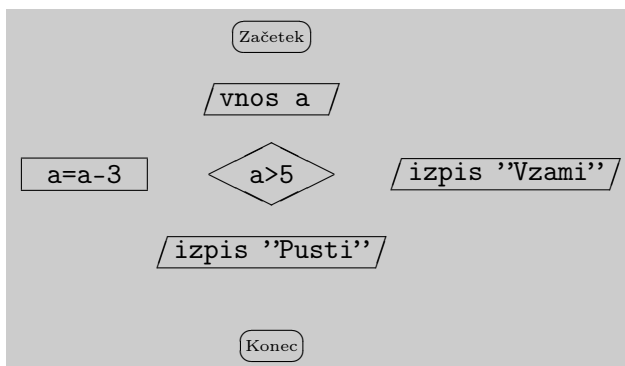 Začetek
vnos a
a=a-3
a>5
izpis ”Vzami”
izpis ”Pusti”
Konec